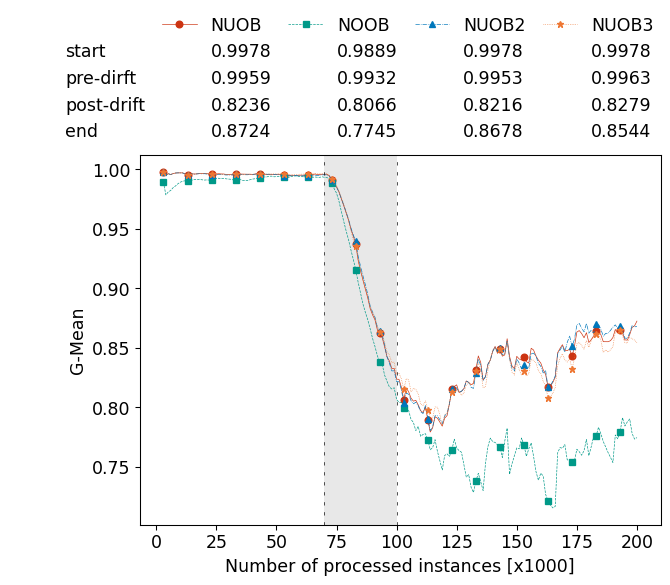 NUOB NOOB NUOB2 NUOB3
start 0.9978 0.9889 0.9978 0.9978
pre-dirft 0.9959 0.9932 0.9953 0.9963
post-drift 0.8236 0.8066 0.8216 0.8279
end 0.8724 0.7745 0.8678 0.8544
1.00
0.95
0.90
0.85
0.80
0.75
G-Mean
0 25 50 75 100 125 150 175 200
Number of processed instances [x1000]